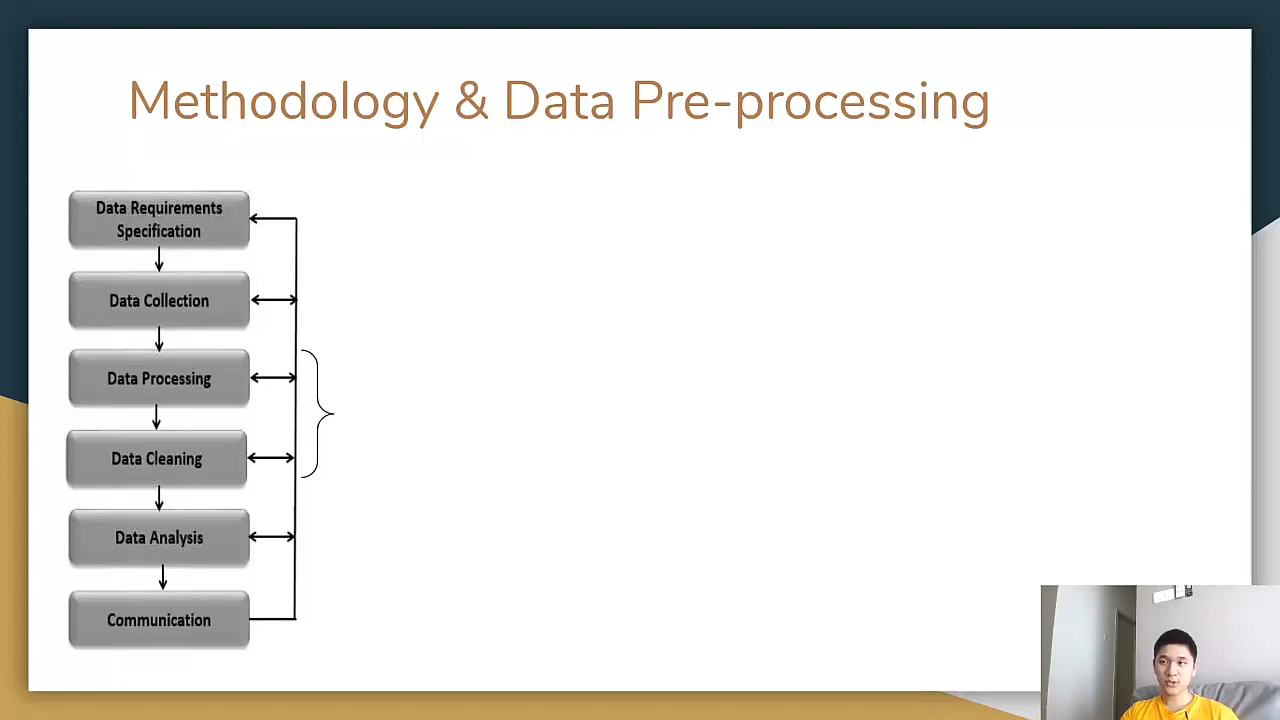 Methodology & Data Pre-processing
Data Requirements
Specification
Data Collection
Data Processing
Data Cleaning
Data Analysis
Communication